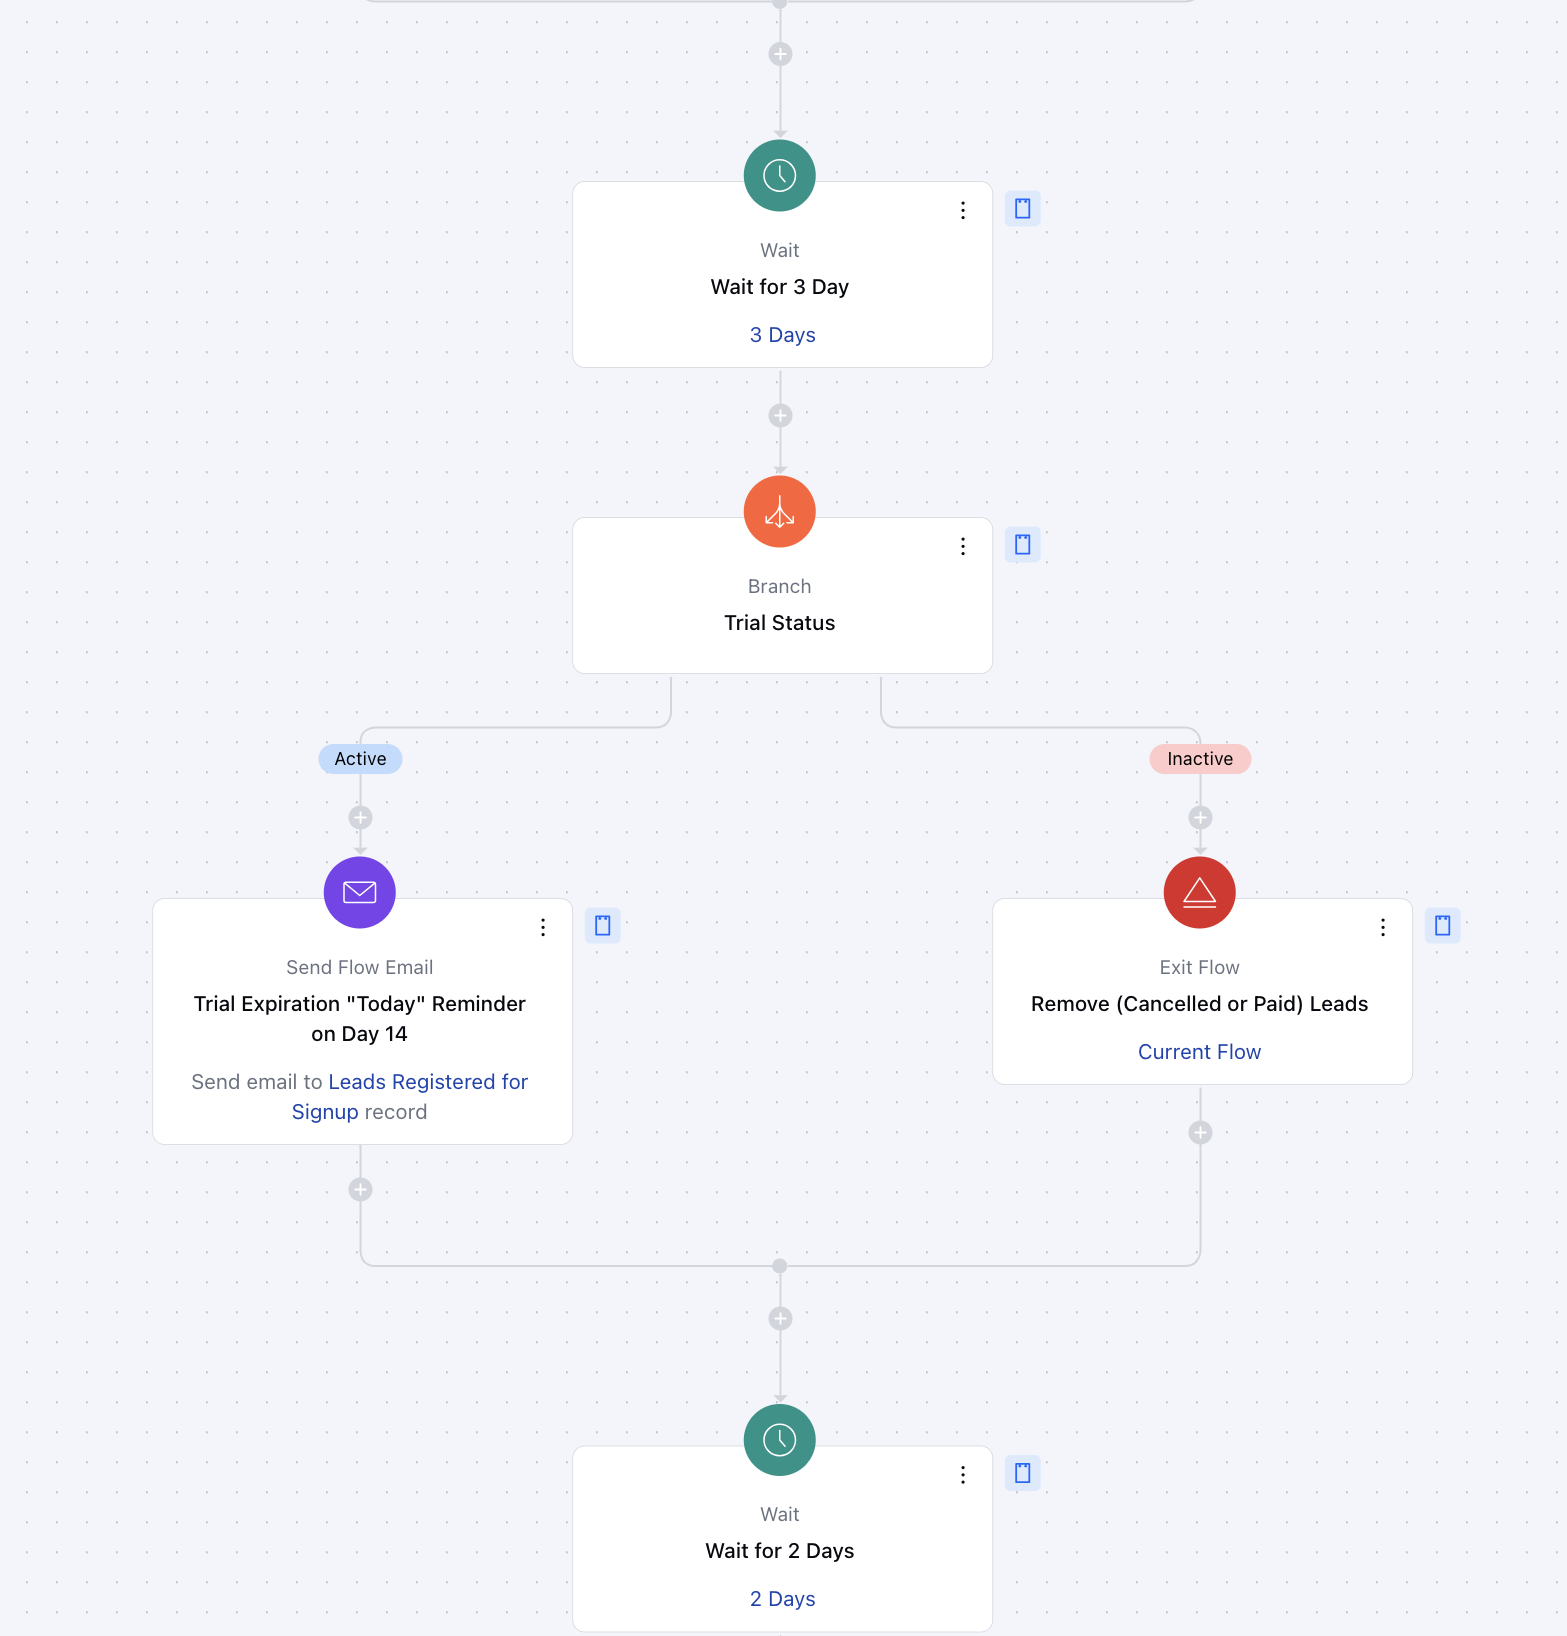 Wait
Wait for 3 Day
3 Days
Branch
Trial Status
Active
Inactive
Send Flow Email
Trial Expiration "Today" Reminder
on Day 14
Send email to Leads Registered for
Signup record
Exit Flow
Remove (Cancelled or Paid) Leads
Current Flow
Wait
Wait for 2 Days
2 Days